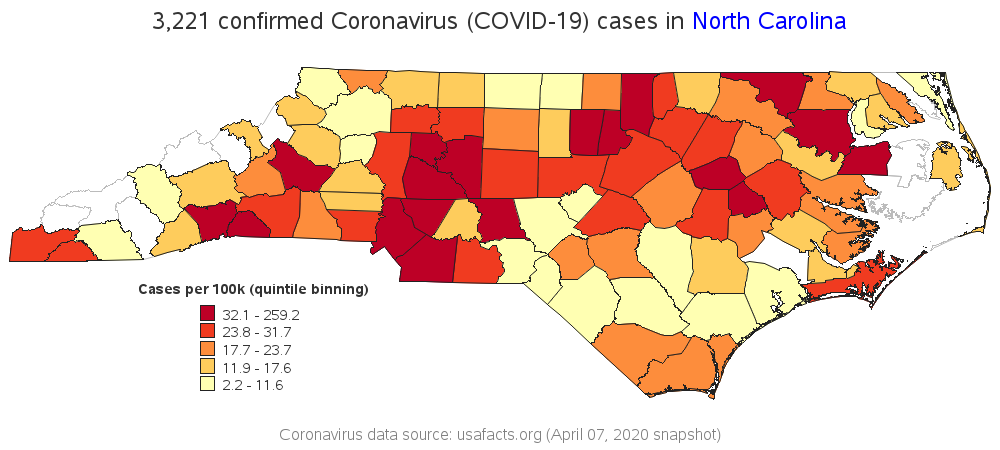 3,221 confirmed Coronavirus (COVID-19) cases in North Carolina
Cases per 100k (quintile binning)
32.1 - 259.2
23.8 - 31.7
17.7 - 23.7
11.9 - 17.6
2.2 - 11.6
Coronavirus data source: usafacts.org (April 07, 2020 snapshot)